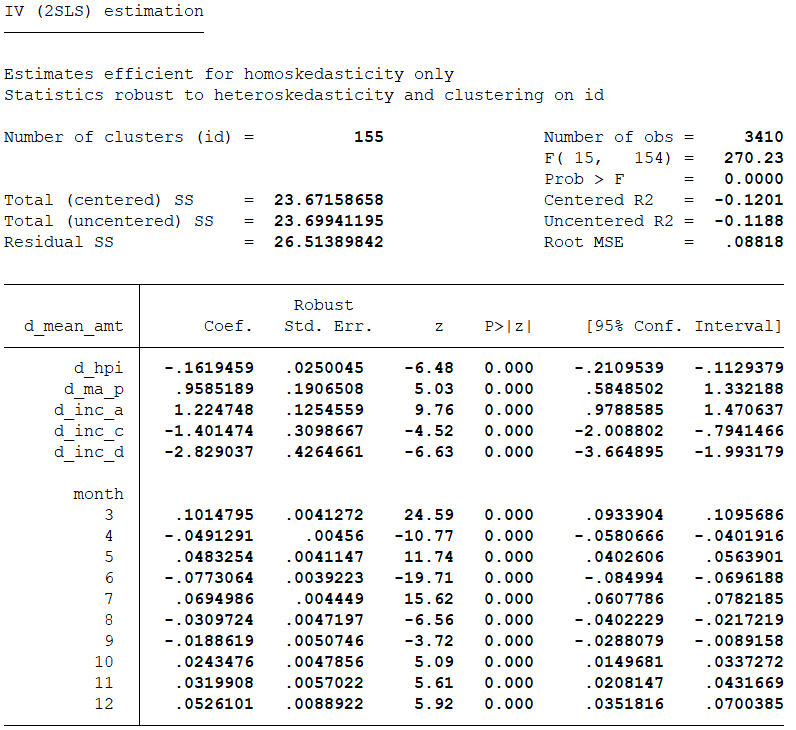 IV (2SLS) estimation
Estimates efficient for homoskedasticity only
Statistics robust to heteroskedasticity and clustering on id
Number of clusters (id) = 155 Number of obs = 3410
F( 15, 154) = 270.23
Prob > F = 0.0000
Total (centered) SS = 23.67158658 Centered R2 = -0.1201
Total (uncentered) SS = 23.69941195 Uncentered R2 = -0.1188
Residual SS = 26.51389842 Root MSE = .08818
Robust
d_mean_amt Coef. Std. Err. z P>|z| [95% Conf. Interval]
d_hpi -.1619459 .0250045 -6.48 0.000 -.2109539 -.1129379
d_ma_p .9585189 .1906508 5.03 0.000 .5848502 1.332188
d_inc_a 1.224748 .1254559 9.76 0.000 .9788585 1.470637
d_inc_c -1.401474 .3098667 -4.52 0.000 -2.008802 -.7941466
d_inc_d -2.829037 .4264661 -6.63 0.000 -3.664895 -1.993179
month
3 .1014795 .0041272 24.59 0.000 .0933904 .1095686
4 -.0491291 .00456 -10.77 0.000 -.0580666 -.0401916
5 .0483254 .0041147 11.74 0.000 .0402606 .0563901
6 -.0773064 .0039223 -19.71 0.000 -.084994 -.0696188
7 .0694986 .004449 15.62 0.000 .0607786 .0782185
8 -.0309724 .0047197 -6.56 0.000 -.0402229 -.0217219
9 -.0188619 .0050746 -3.72 0.000 -.0288079 -.0089158
10 .0243476 .0047856 5.09 0.000 .0149681 .0337272
11 .0319908 .0057022 5.61 0.000 .0208147 .0431669
12 .0526101 .0088922 5.92 0.000 .0351816 .0700385